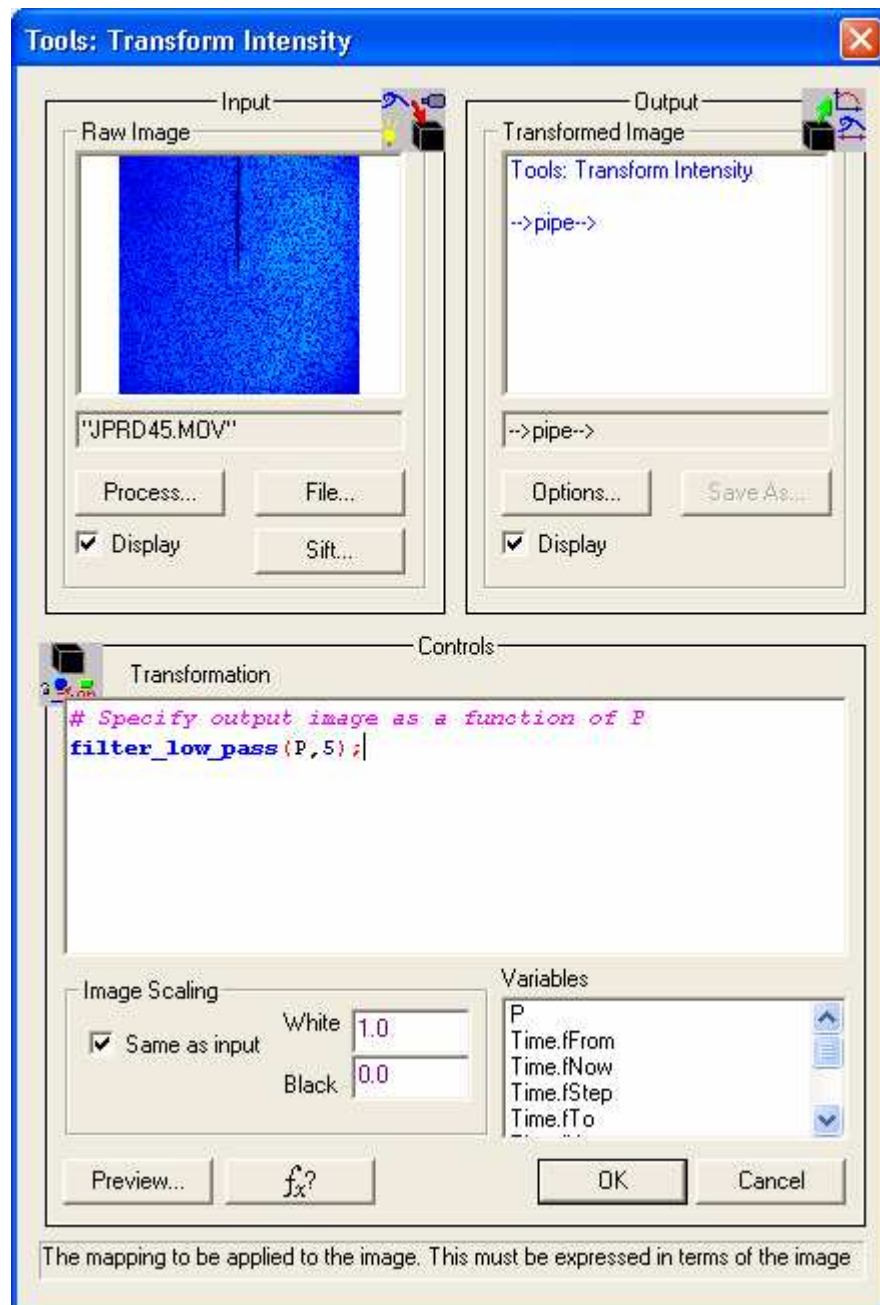 Tools: Transform Intensity
Input
Raw Image
"JPRD45.MOV"
Process...
File...
Display
Sift...
Output
Transformed Image
Tools: Transform Intensity
-->pipe-->
-->pipe-->
Options...
Save As...
Display
Controls
Transformation
# Specify output image as a function of P
filter_low_pass(P,5);
Image Scaling
Same as input
White 1.0
Black 0.0
Variables
P
Time.fFrom
Time.fNow
Time.fStep
Time.fTo
Preview...
fx?
OK
Cancel
The mapping to be applied to the image. This must be expressed in terms of the image